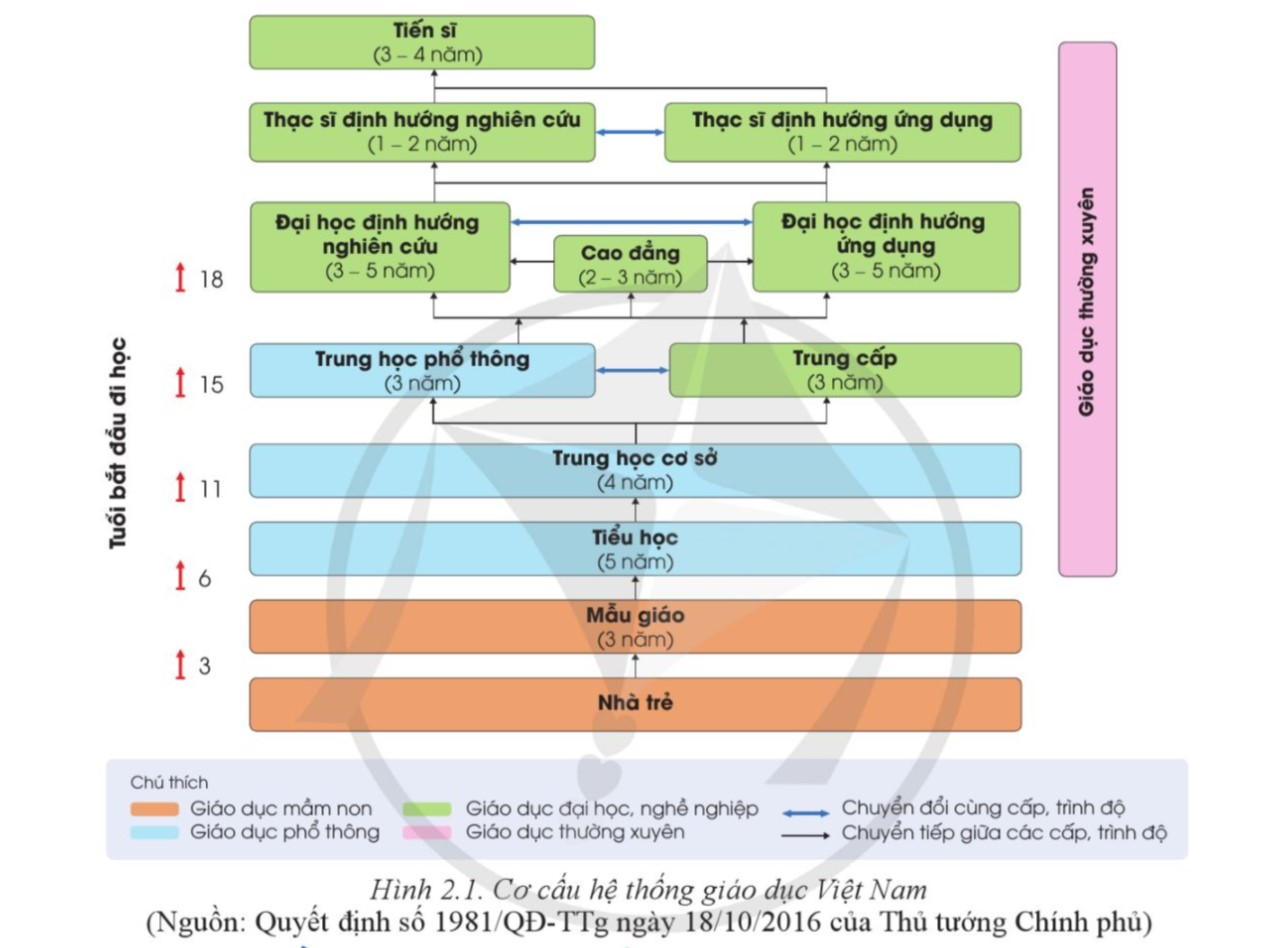 Tiến sĩ
(3 – 4 năm)
Thạc sĩ định hướng nghiên cứu
(1 – 2 năm)
Thạc sĩ định hướng ứng dụng
(1 – 2 năm)
Đại học định hướng
nghiên cứu
(3 – 5 năm)
Cao đẳng
(2 – 3 năm)
Đại học định hướng
ứng dụng
(3 – 5 năm)
18
Trung học phổ thông
(3 năm)
Trung cấp
(3 năm)
15
Trung học cơ sở
(4 năm)
11
Tiểu học
(5 năm)
6
Mẫu giáo
(3 năm)
3
Nhà trẻ
Tuổi bắt đầu đi học
Giáo dục thường xuyên
Chú thích
Giáo dục mầm non
Giáo dục đại học, nghề nghiệp
Chuyển đổi cùng cấp, trình độ
Giáo dục phổ thông
Giáo dục thường xuyên
Chuyển tiếp giữa các cấp, trình độ
Hình 2.1. Cơ cấu hệ thống giáo dục Việt Nam
(Nguồn: Quyết định số 1981/QĐ-TTg ngày 18/10/2016 của Thủ tướng Chính phủ)